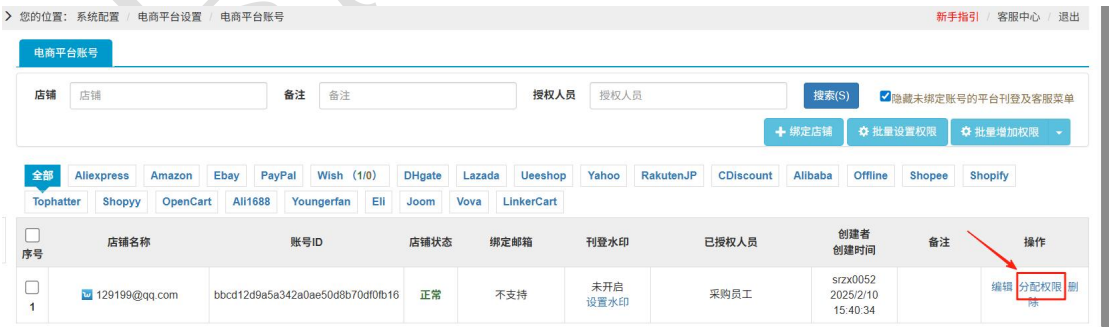 您的位置： 系统配置 / 电商平台设置 / 电商平台账号
新手指引 / 客服中心 / 退出
电商平台账号
店铺 店铺 备注 备注 授权人员 授权人员 搜索(S) 隐藏未绑定账号的平台刊登及客服菜单
绑定店铺 批量设置权限 批量增加权限
全部 Aliexpress Amazon Ebay PayPal Wish （1/0） DHgate Lazada Ueeshop Yahoo RakutenJP CDiscount Alibaba Offline Shopee Shopify
Tophatter Shopyy OpenCart Ali1688 Youngerfan Eli Joom Vova LinkerCart
序号 店铺名称 账号ID 店铺状态 绑定邮箱 刊登水印 已授权人员 创建者 备注 操作
创建时间
1 129199@qq.com bbcd12d9a5a342a0ae50d8b70df0fb16 正常 不支持 未开启 采购员工 srzx0052 编辑 分配权限 删
设置水印 2025/2/10 除
15:40:34